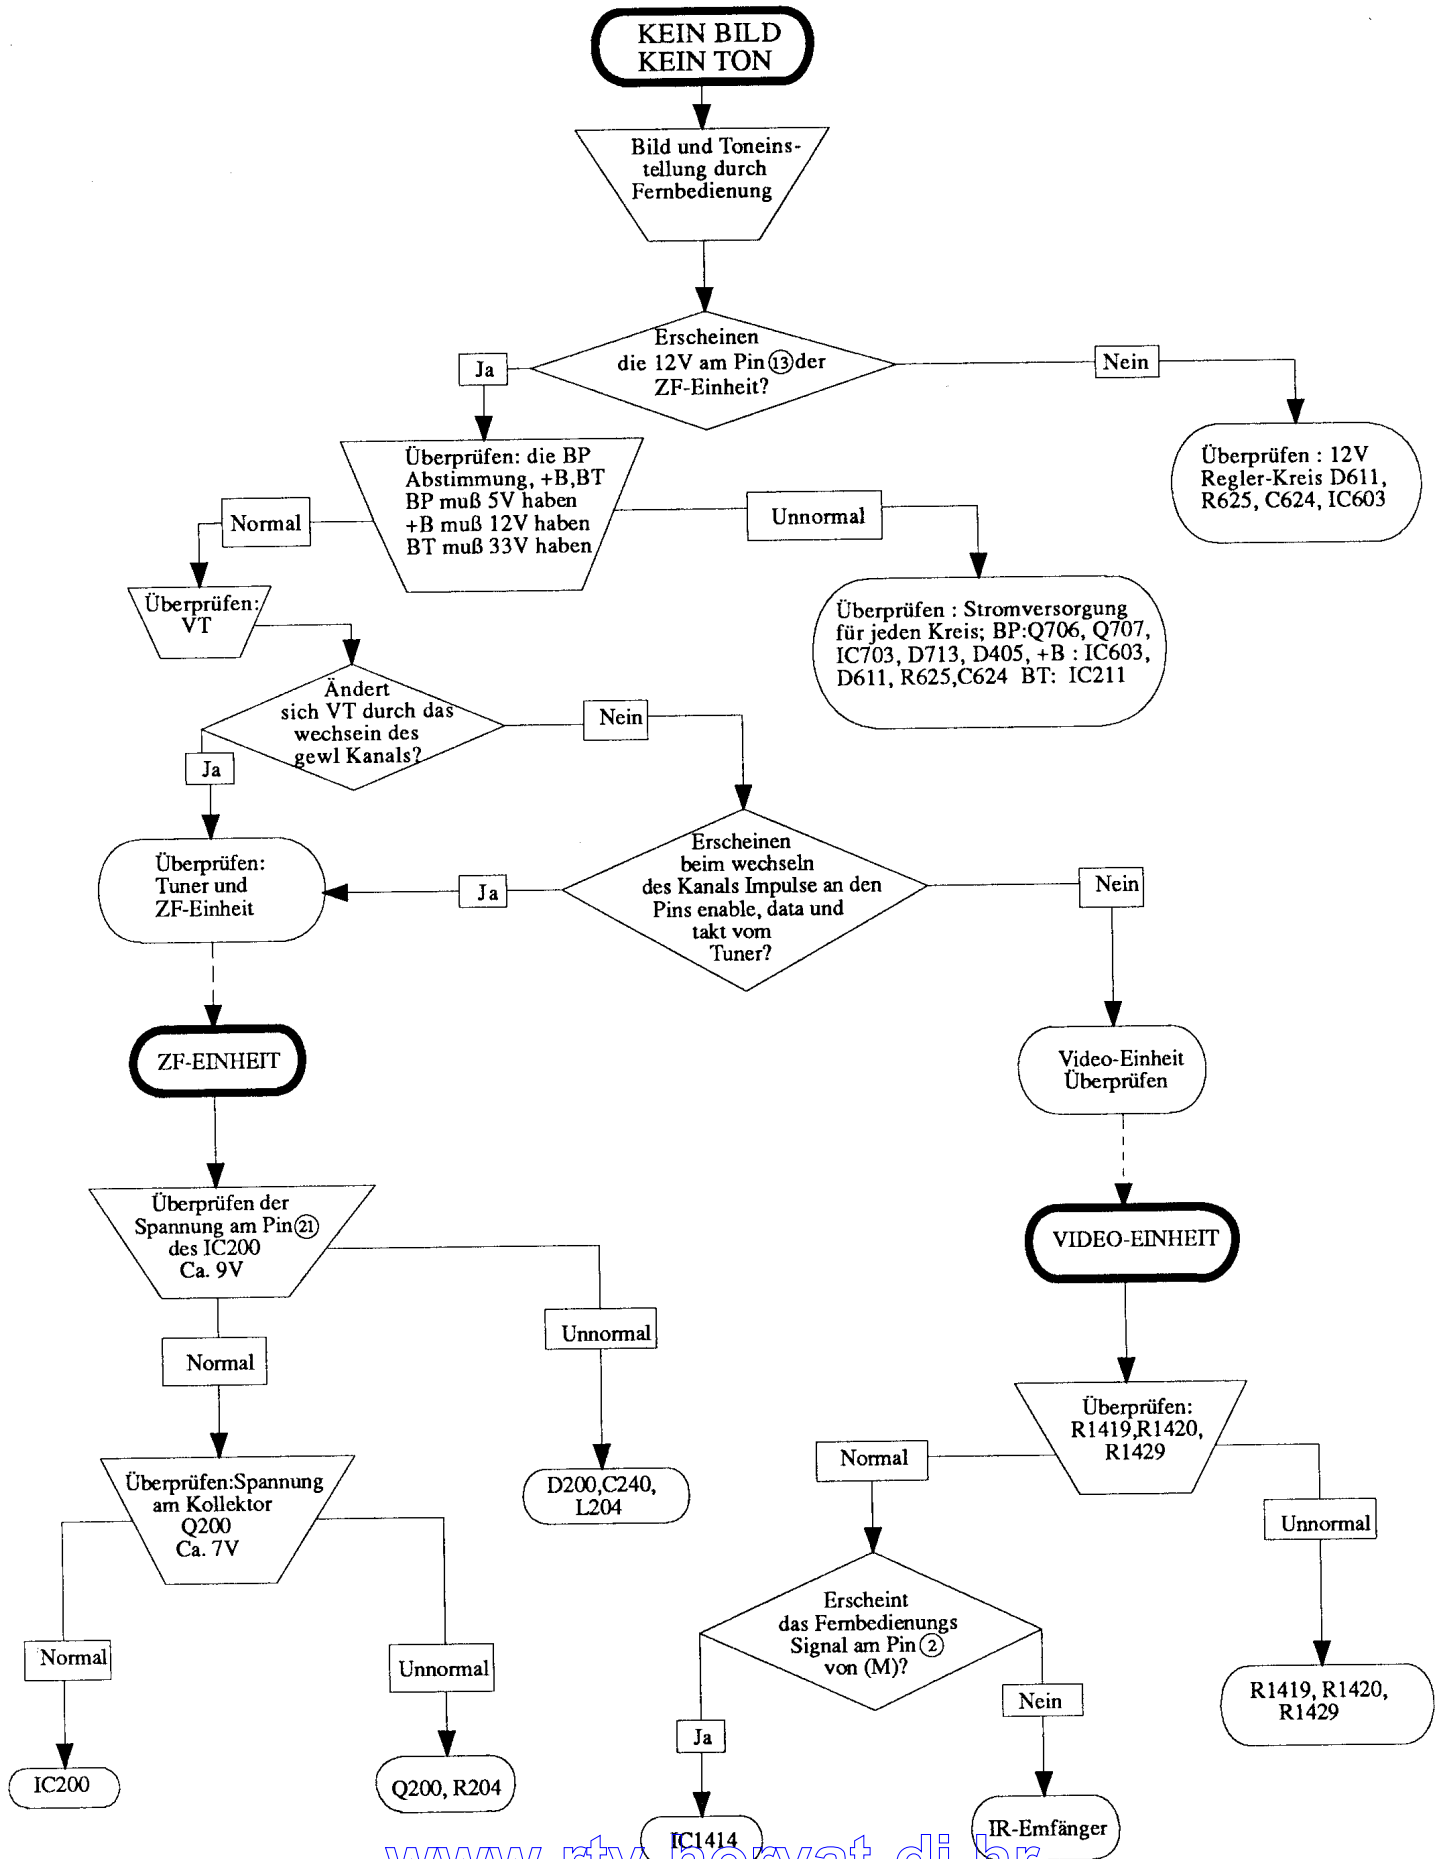 KEIN BILD
KEIN TON
Bild und Toneins-
tellung durch
Fernbedienung
Erscheinen
die 12V am Pin 13 der
ZF-Einheit?
Ja
Nein
Überprüfen : 12V
Regler-Kreis D611,
R625, C624, IC603
Überprüfen: die BP
Abstimmung, +B,BT
BP muß 5V haben
+B muß 12V haben
BT muß 33V haben
Normal
Unnormal
Überprüfen:
VT
Überprüfen : Stromversorgung
für jeden Kreis; BP:Q706, Q707,
IC703, D713, D405, +B : IC603,
D611, R625,C624 BT: IC211
Ändert
sich VT durch das
wechsein des
gewl Kanals?
Ja
Nein
Überprüfen:
Tuner und
ZF-Einheit
Ja
Erscheinen
beim wechseln
des Kanals Impulse an den
Pins enable, data und
takt vom
Tuner?
Nein
ZF-EINHEIT
Video-Einheit
Überprüfen
Überprüfen der
Spannung am Pin 21
des IC200
Ca. 9V
VIDEO-EINHEIT
Normal
Unnormal
Überprüfen:
R1419,R1420,
R1429
Überprüfen:Spannung
am Kollektor
Q200
Ca. 7V
D200,C240,
L204
Normal
Unnormal
Erscheint
das Fernbedienungs
Signal am Pin 2
von (M)?
Normal
Unnormal
Ja
Nein
R1419, R1420,
R1429
IC200
Q200, R204
IC1414
IR-Emfänger
www.rtv-horvat-dj.hr